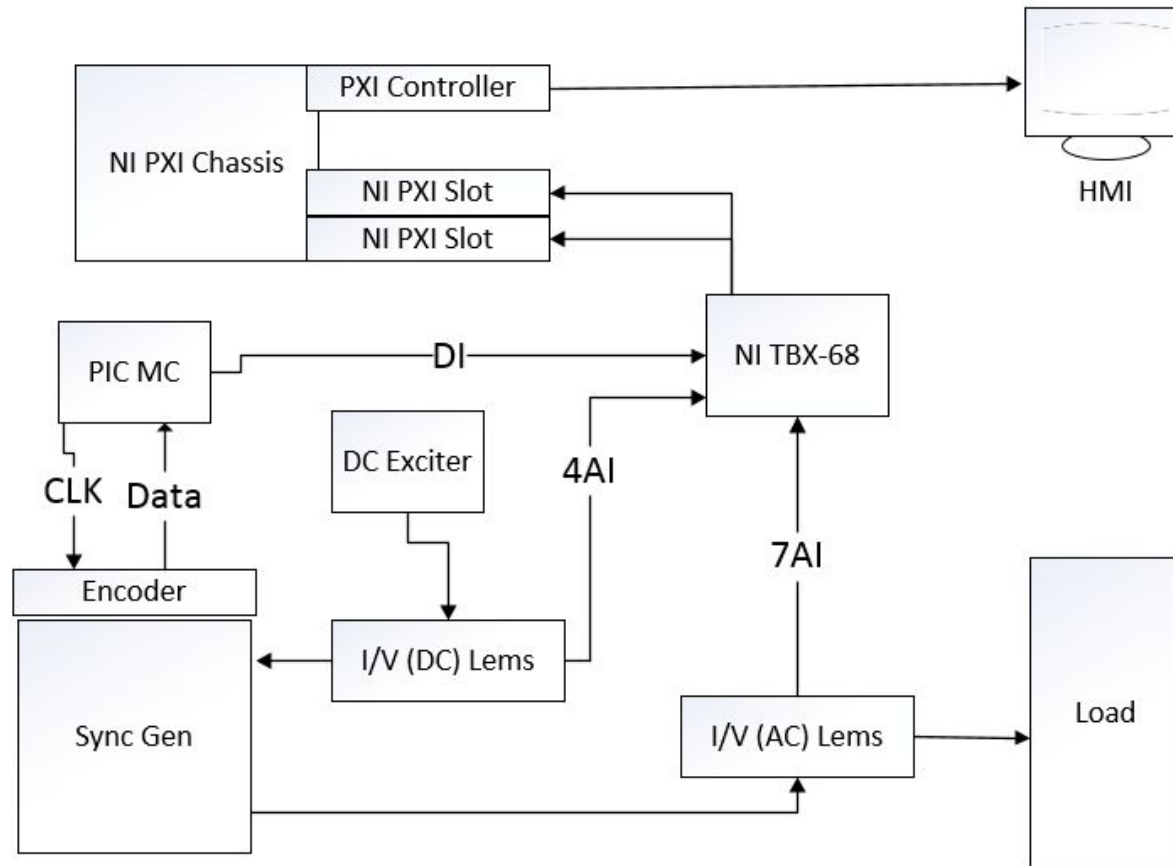 PXI Controller
NI PXI Chassis
NI PXI Slot
NI PXI Slot
HMI
PIC MC
DI
NI TBX-68
DC Exciter
4AI
CLK
Data
7AI
Encoder
I/V (DC) Lems
Sync Gen
I/V (AC) Lems
Load